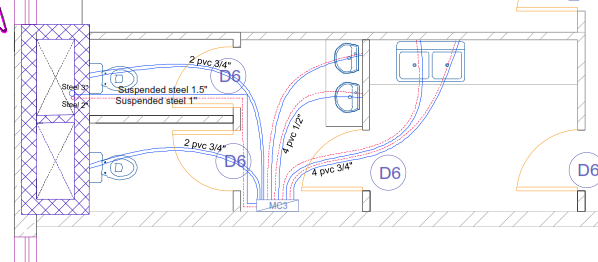 2 pvc 3/4"
D6
Steel 3"
Suspended steel 1.5"
Suspended steel 1"
Steel 2"
4 pvc 1/2"
2 pvc 3/4"
D6
4 pvc 3/4"
D6
D6
MC3